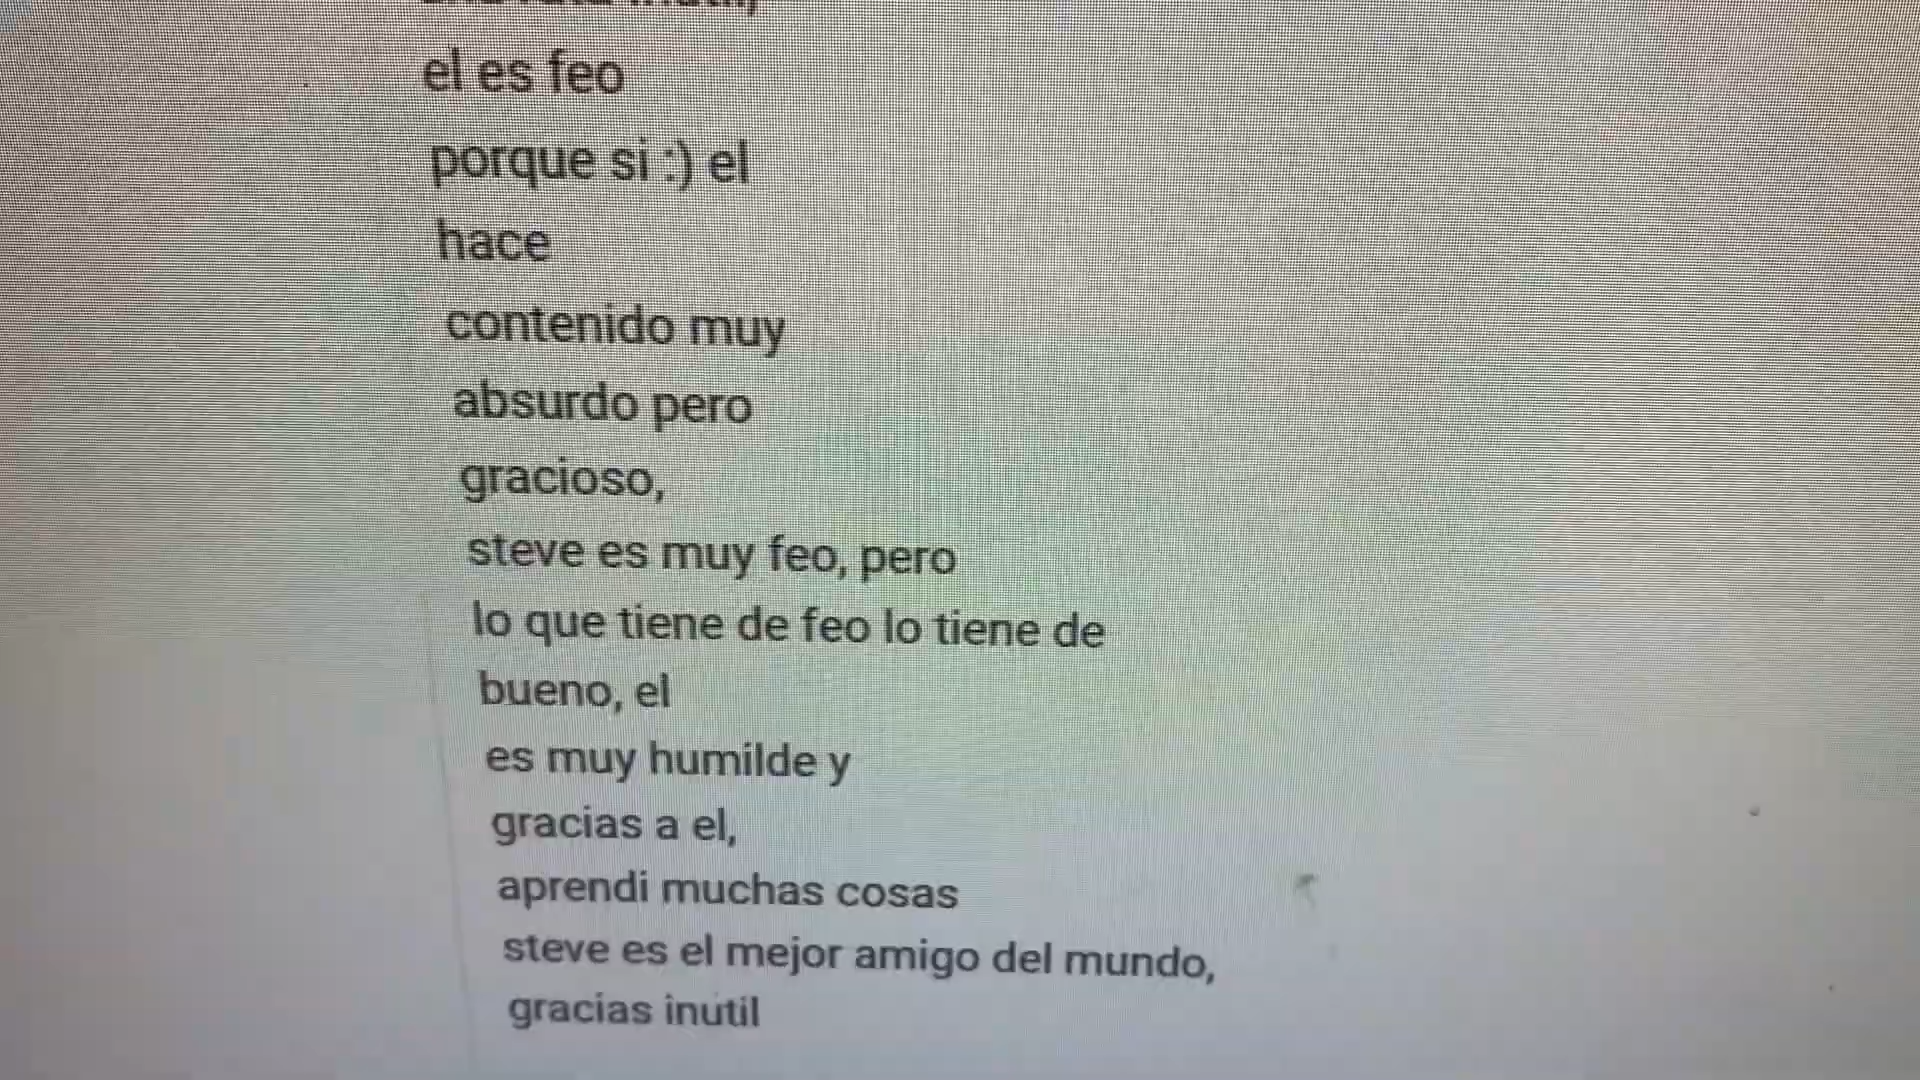 el es feo
porque si :) el
hace
contenido muy
absurdo pero
gracioso,
steve es muy feo, pero
lo que tiene de feo lo tiene de
bueno, el
es muy humilde y
gracias a el,
aprendi muchas cosas
steve es el mejor amigo del mundo,
gracias inutil